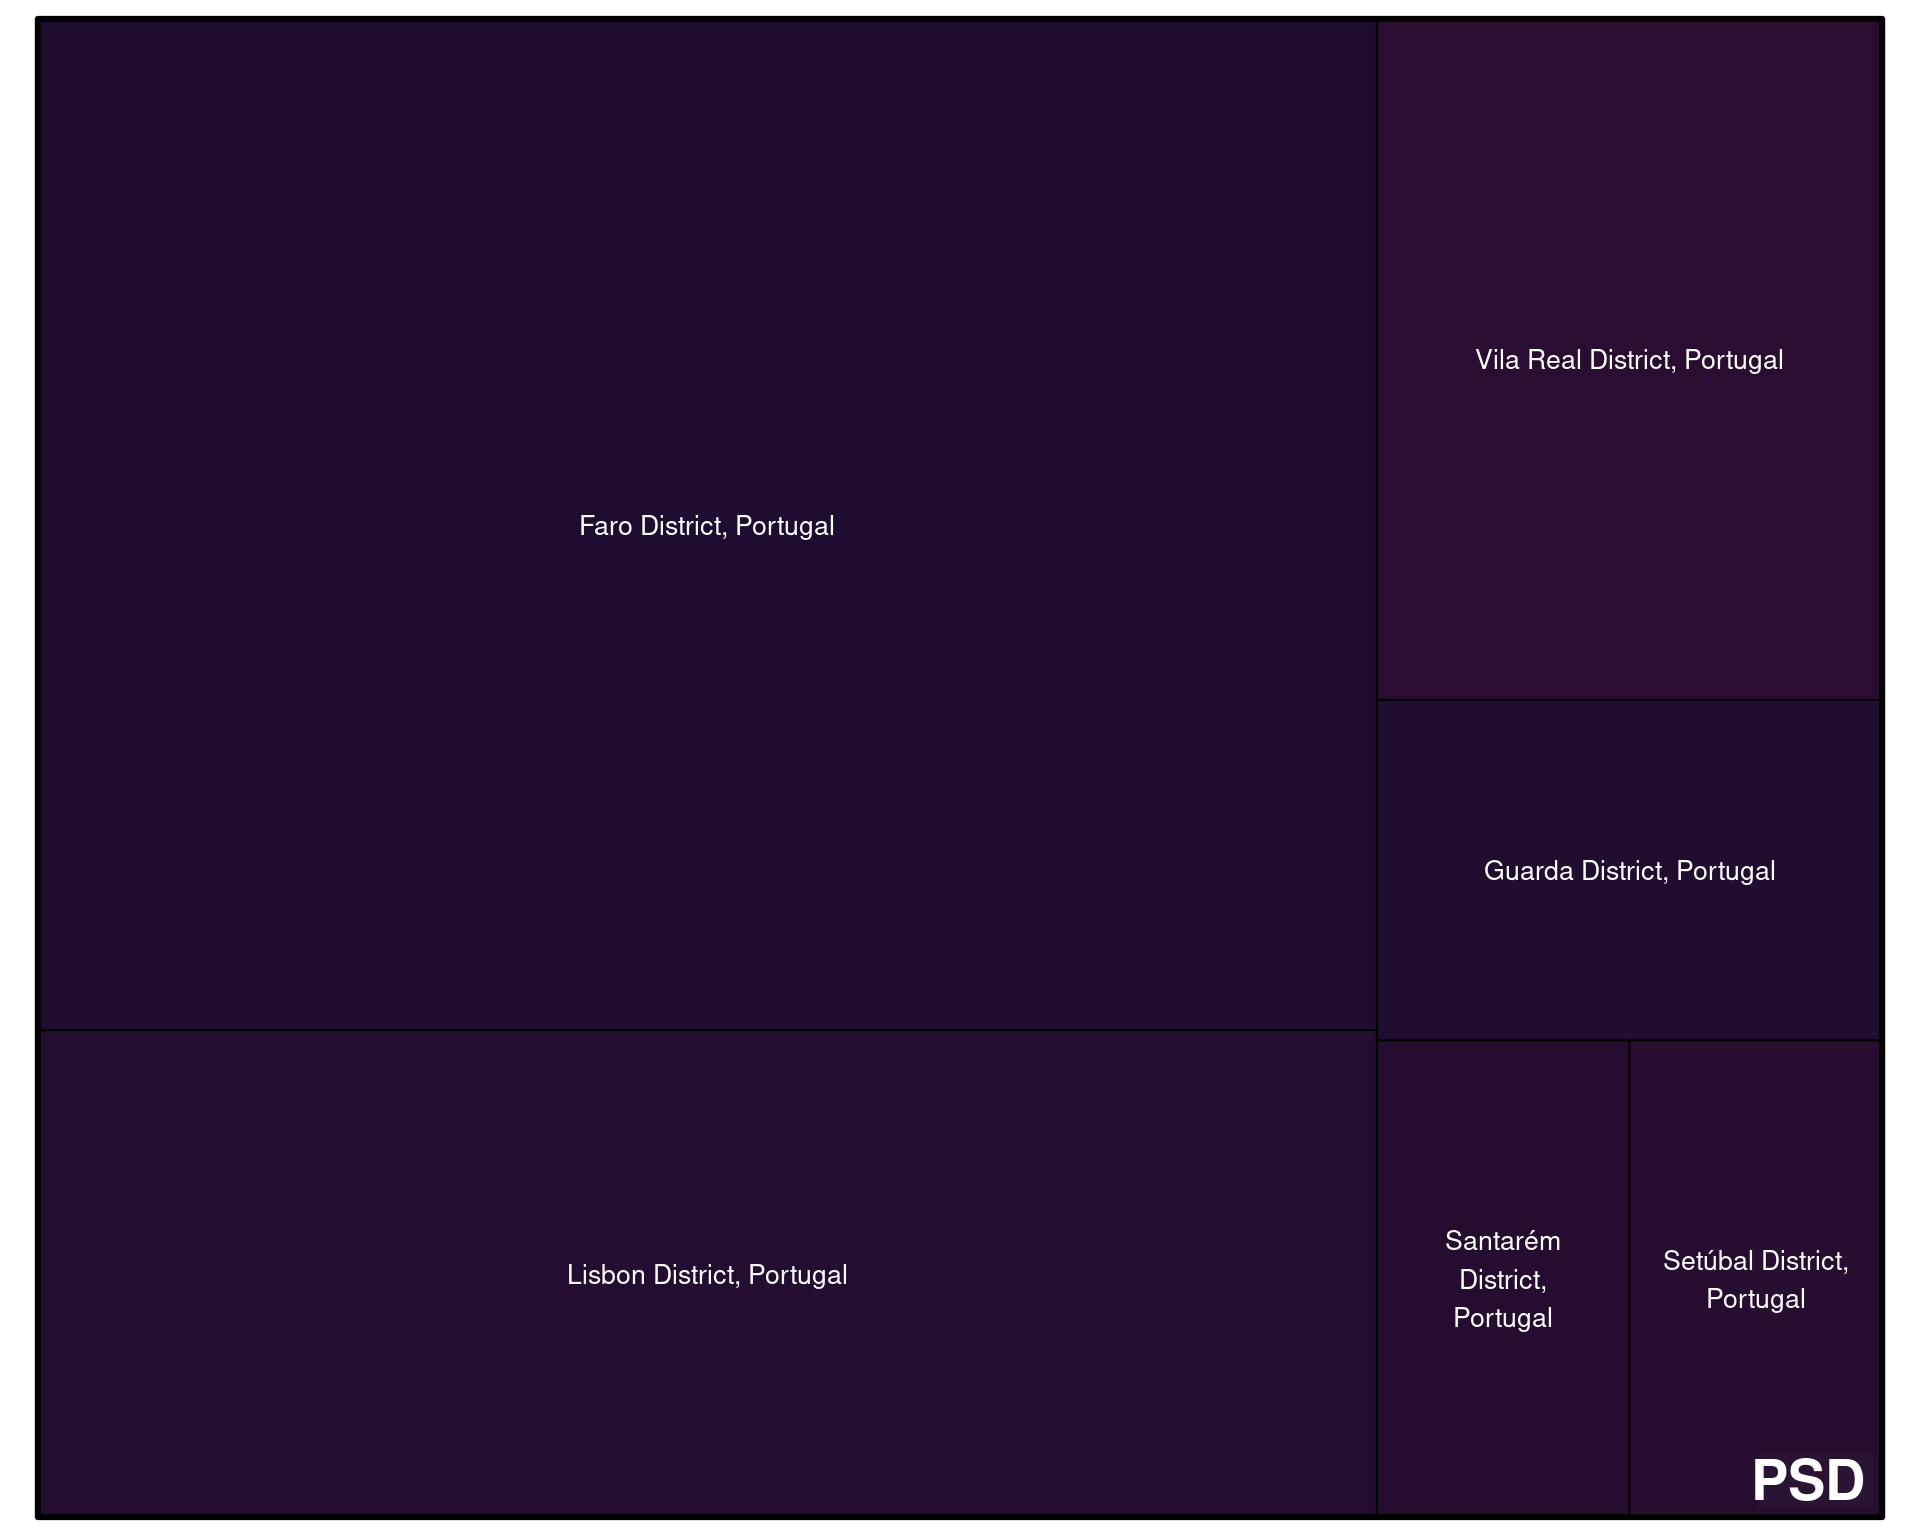 Faro District, Portugal
Lisbon District, Portugal
Vila Real District, Portugal
Guarda District, Portugal
Santarém
District,
Portugal
Setúbal District,
Portugal
PSD